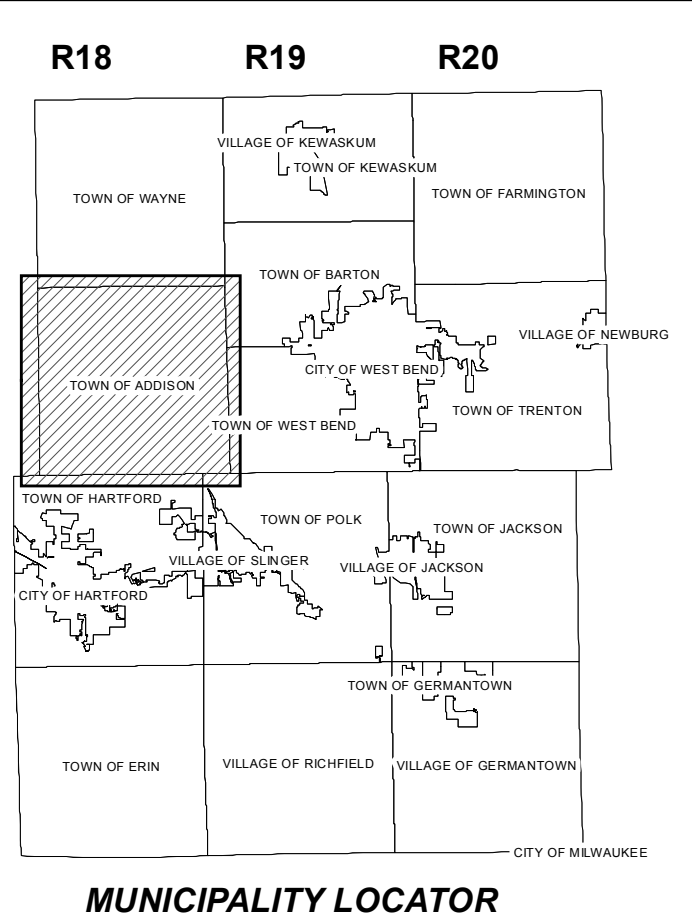 R18 R19 R20
VILLAGE OF KEWASKUM
TOWN OF KEWASKUM
TOWN OF WAYNE
TOWN OF FARMINGTON
TOWN OF BARTON
VILLAGE OF NEWBURG
CITY OF WEST BEND
TOWN OF ADDISON
TOWN OF TRENTON
TOWN OF WEST BEND
TOWN OF HARTFORD
TOWN OF POLK
TOWN OF JACKSON
VILLAGE OF SLINGER
VILLAGE OF JACKSON
CITY OF HARTFORD
TOWN OF GERMANTOWN
TOWN OF ERIN
VILLAGE OF RICHFIELD
VILLAGE OF GERMANTOWN
CITY OF MILWAUKEE
MUNICIPALITY LOCATOR